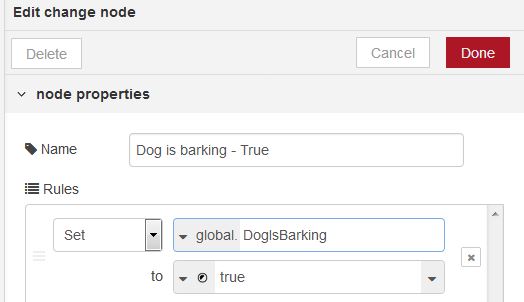 Edit change node
Delete Cancel Done
node properties
Name Dog is barking - True
Rules
Set global. DogIsBarking
to true